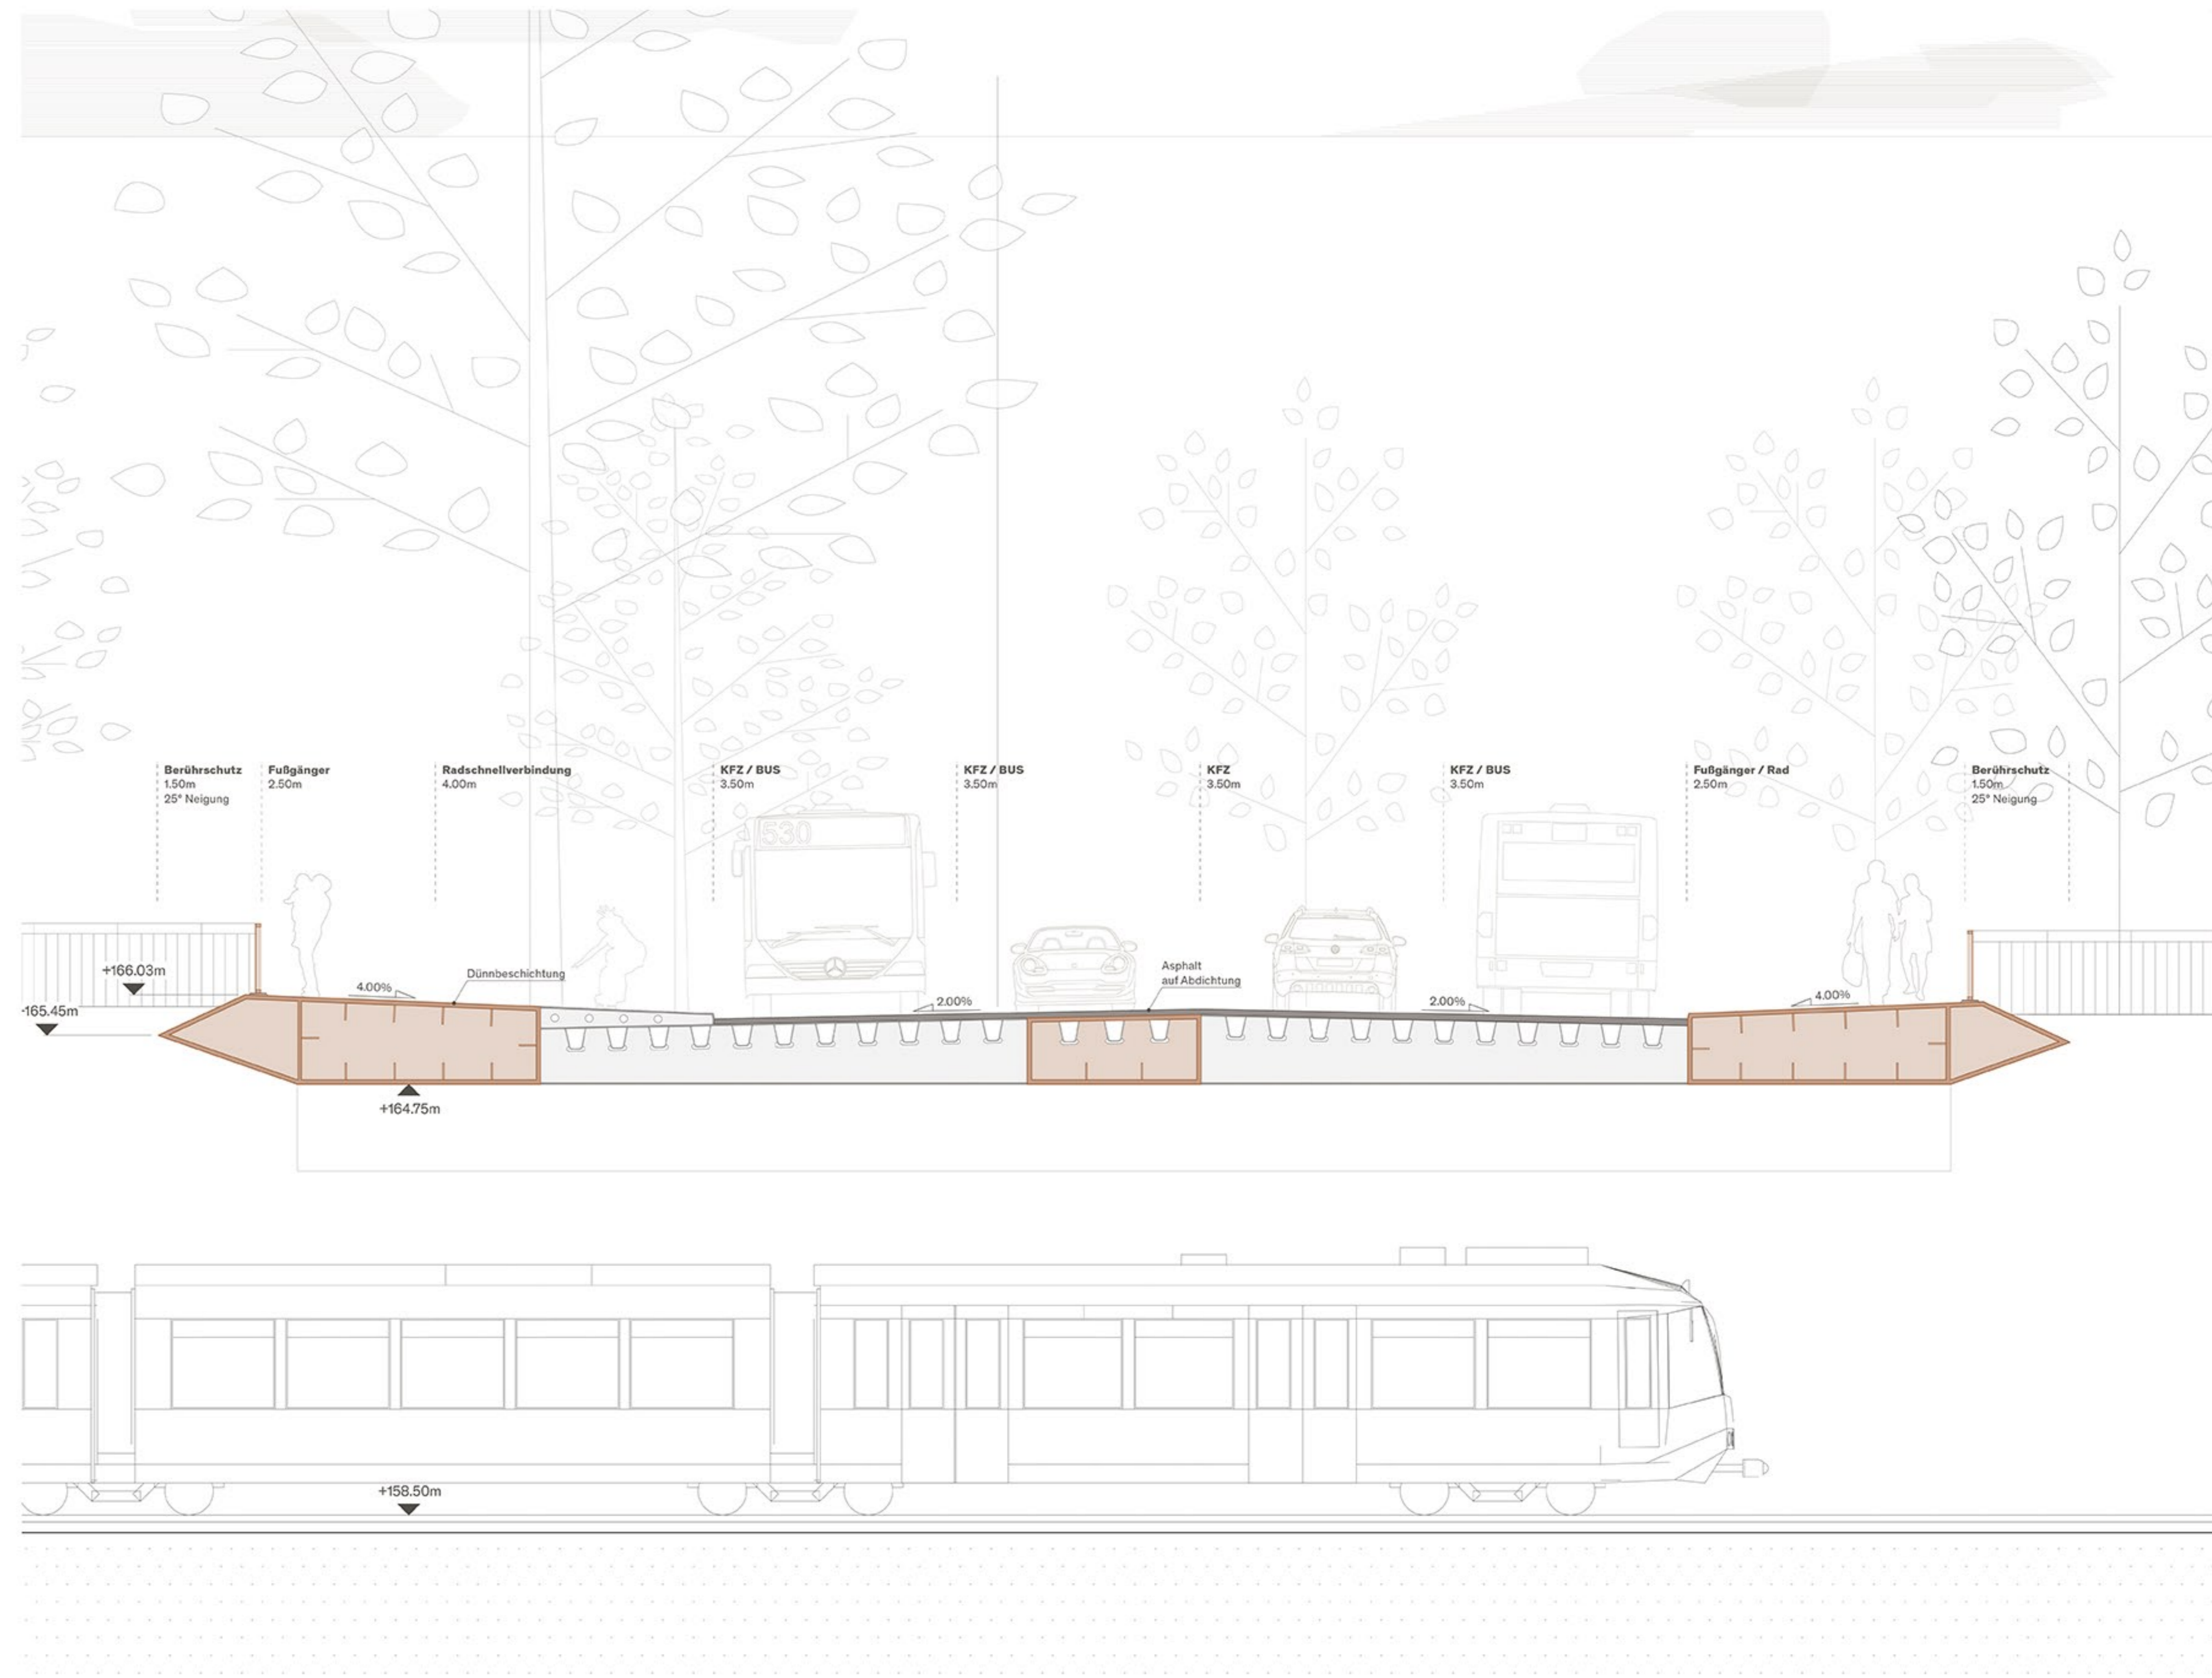 Berührschutz
1.50m
25° Neigung
Fußgänger
2.50m
Radschnellverbindung
4.00m
KFZ / BUS
3.50m
KFZ / BUS
3.50m
KFZ
3.50m
KFZ / BUS
3.50m
Fußgänger / Rad
2.50m
Berührschutz
1.50m
25° Neigung
530
+166.03m
165.45m
4.00%
Dünnbeschichtung
2.00%
Asphalt
auf Abdichtung
2.00%
4.00%
+164.75m
+158.50m